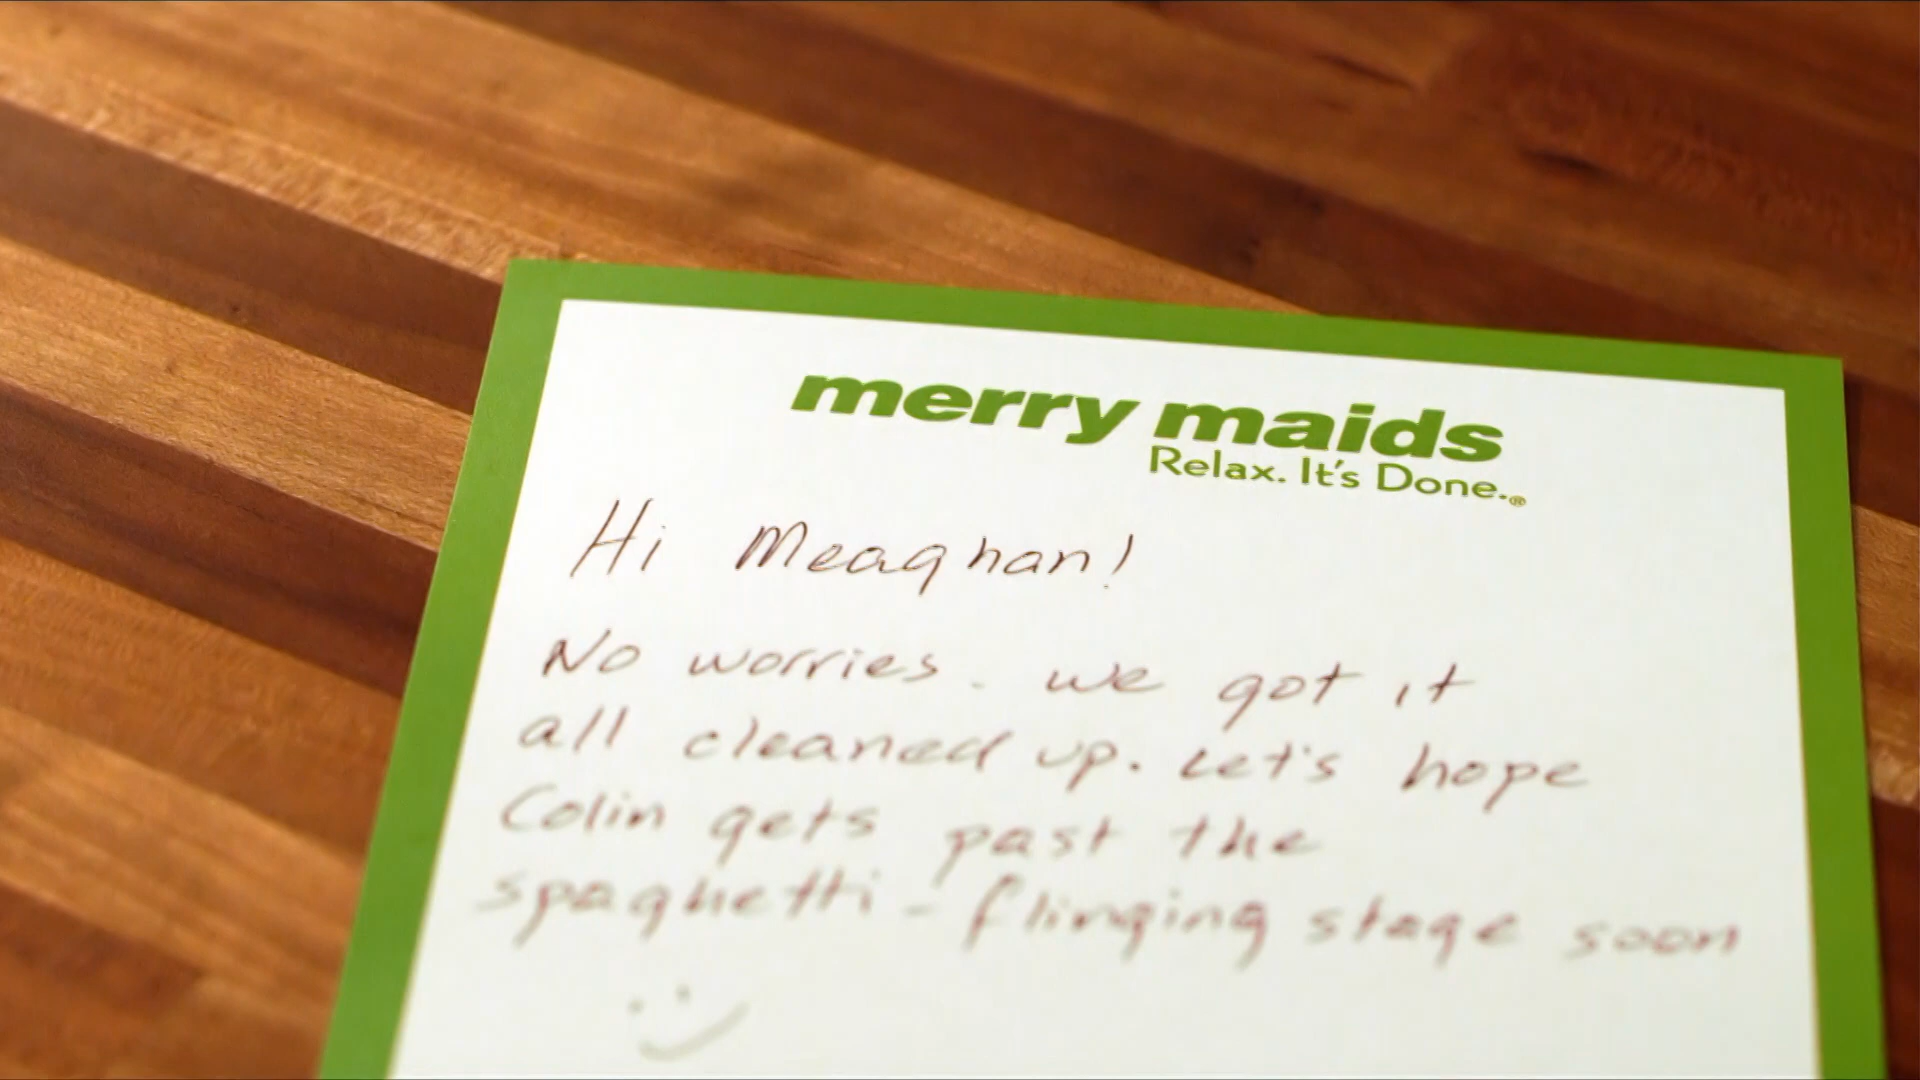 merry maids
Relax. It's Done.®
Hi Meaghan!
No worries. we got it
all cleaned up. Let's hope
Colin gets past the
spaghetti-flinging stage soon